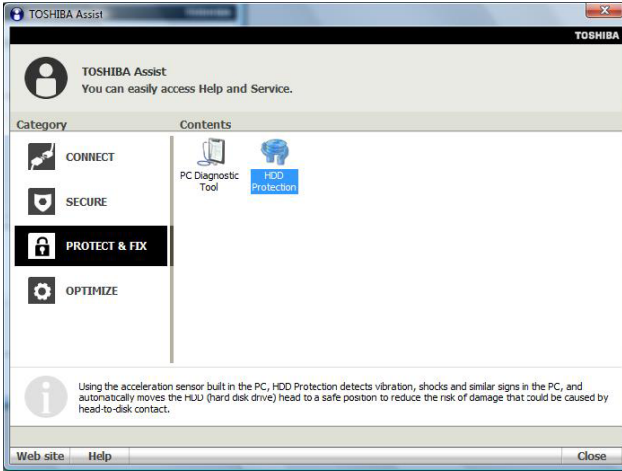 TOSHIBA Assist
TOSHIBA
TOSHIBA Assist
You can easily access Help and Service.
Category
Contents
CONNECT
SECURE
PROTECT & FIX
OPTIMIZE
PC Diagnostic
Tool
HDD
Protection
Using the acceleration sensor built in the PC, HDD Protection detects vibration, shocks and similar signs in the PC, and
automatically moves the HDD (hard disk drive) head to a safe position to reduce the risk of damage that could be caused by
head-to-disk contact.
Web site
Help
Close